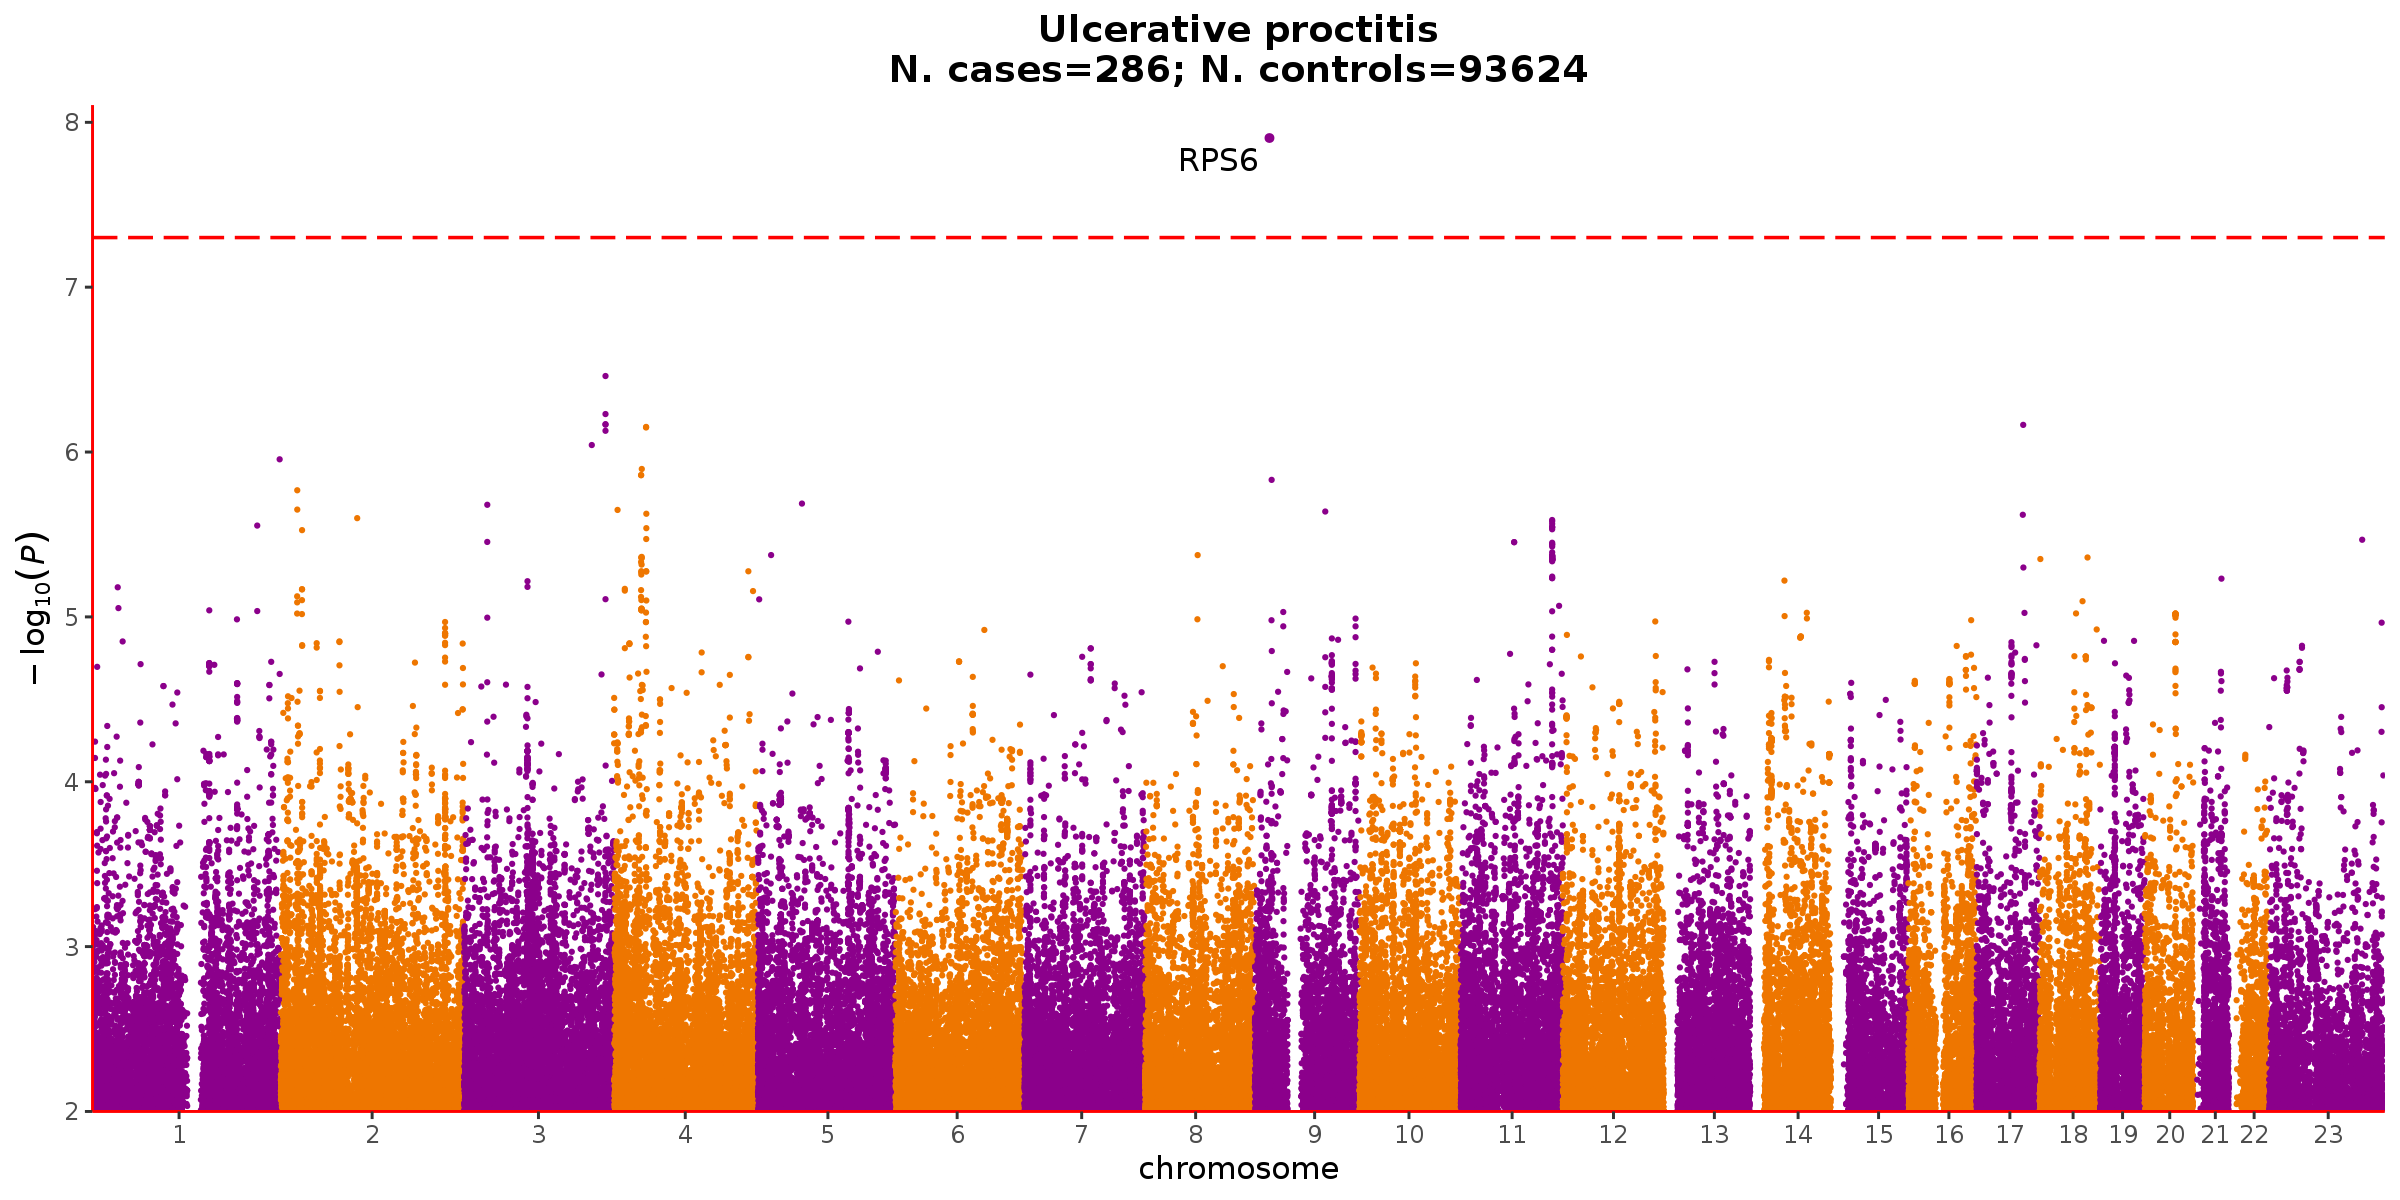 Ulcerative proctitis
N. cases=286; N. controls=93624
8
RPS6
7
6
5
4
3
2
−log₁₀(P)
1 2 3 4 5 6 7 8 9 10 11 12 13 14 15 16 17 18 19 20 21 22 23
chromosome